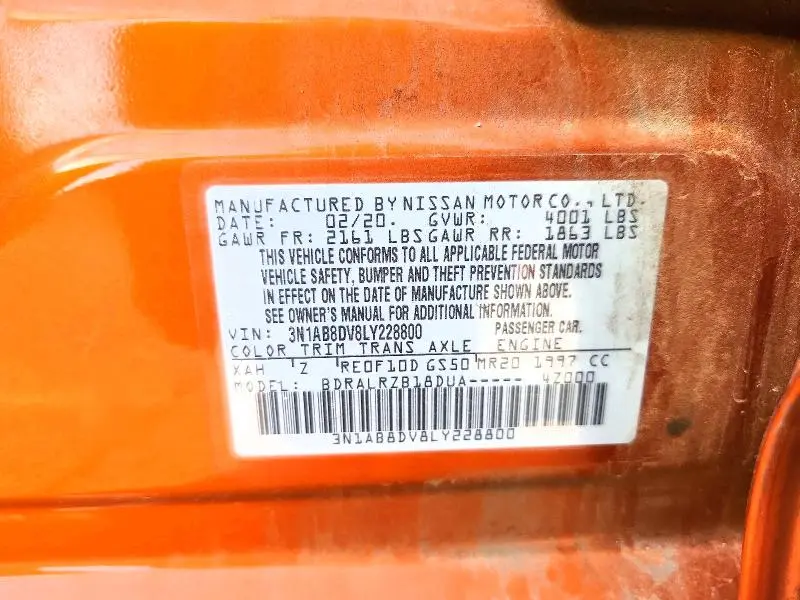 MANUFACTURED BY NISSAN MOTOR CO., LTD.
DATE: 02/20. GVWR: 4001 LBS
GAWR FR: 2161 LBS GAWR RR: 1863 LBS
THIS VEHICLE CONFORMS TO ALL APPLICABLE FEDERAL MOTOR
VEHICLE SAFETY, BUMPER AND THEFT PREVENTION STANDARDS
IN EFFECT ON THE DATE OF MANUFACTURE SHOWN ABOVE.
SEE OWNER'S MANUAL FOR ADDITIONAL INFORMATION.
VIN: 3N1AB8DV8LY228800 PASSENGER CAR.
COLOR TRIM TRANS AXLE ENGINE
XAH Z RE0F10D GS50 MR20 1997 CC
MODEL: BDRALRZB18DUA----- 4Z000
3N1AB8DV8LY228800